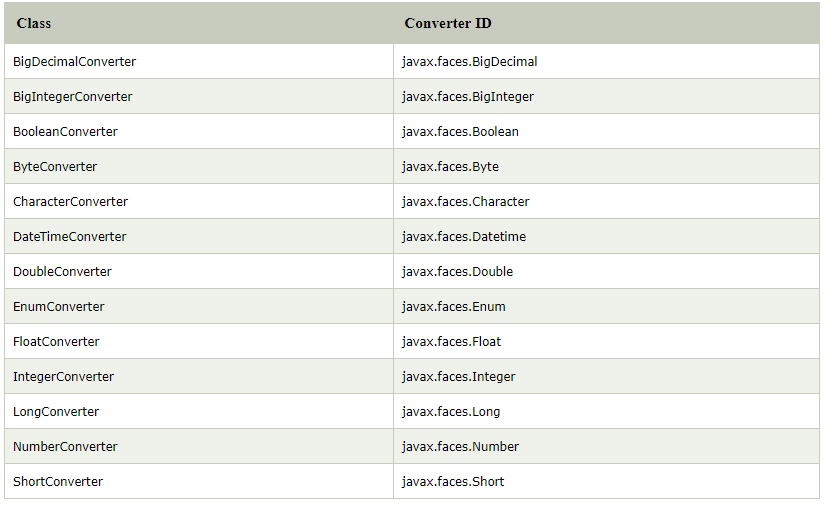 Class Converter ID
BigDecimalConverter javax.faces.BigDecimal
BigIntegerConverter javax.faces.BigInteger
BooleanConverter javax.faces.Boolean
ByteConverter javax.faces.Byte
CharacterConverter javax.faces.Character
DateTimeConverter javax.faces.Datetime
DoubleConverter javax.faces.Double
EnumConverter javax.faces.Enum
FloatConverter javax.faces.Float
IntegerConverter javax.faces.Integer
LongConverter javax.faces.Long
NumberConverter javax.faces.Number
ShortConverter javax.faces.Short